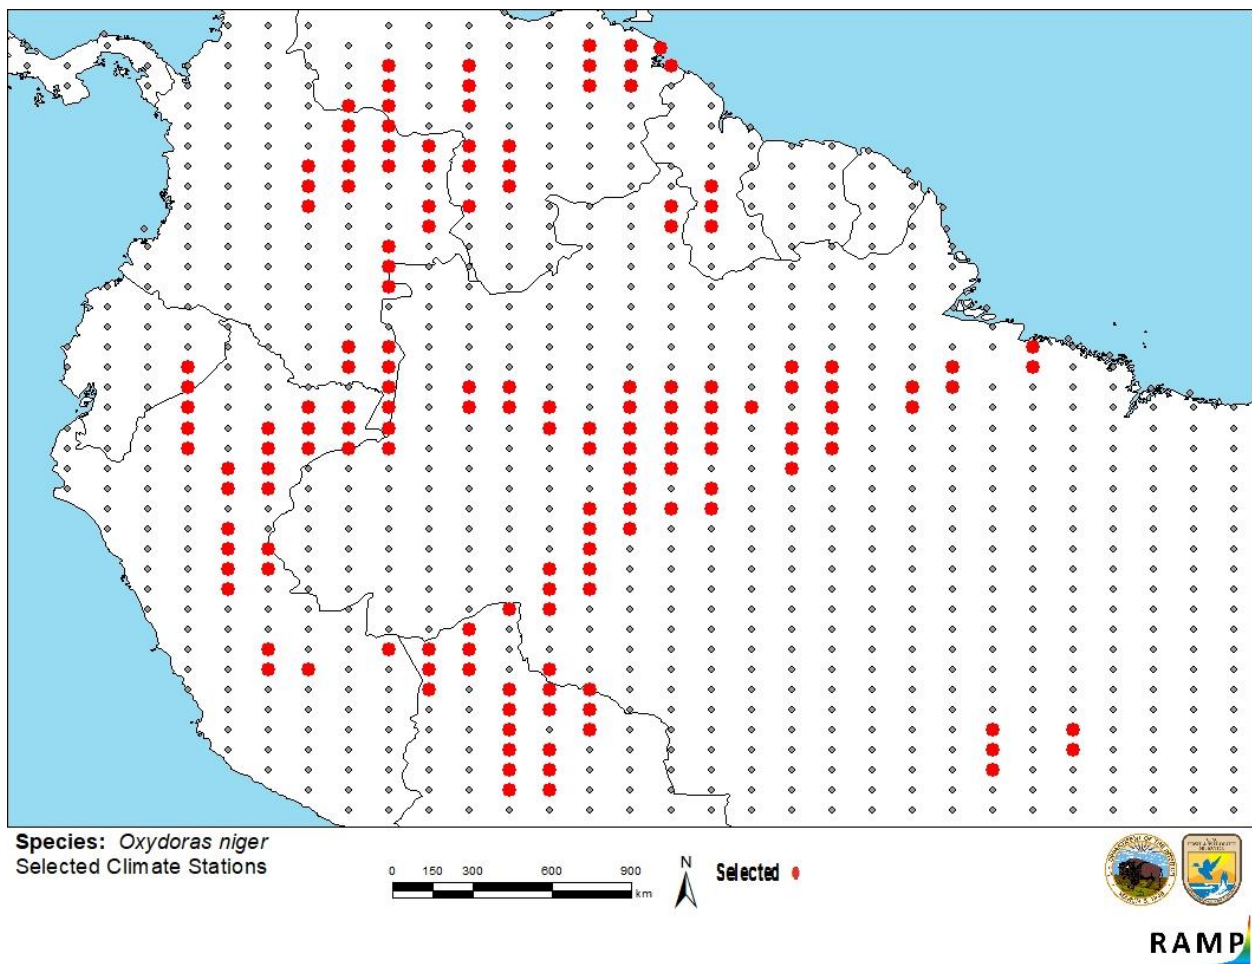 Species: Oxydoras niger
Selected Climate Stations
0 150 300 600 900
km
N
Selected
RAMP